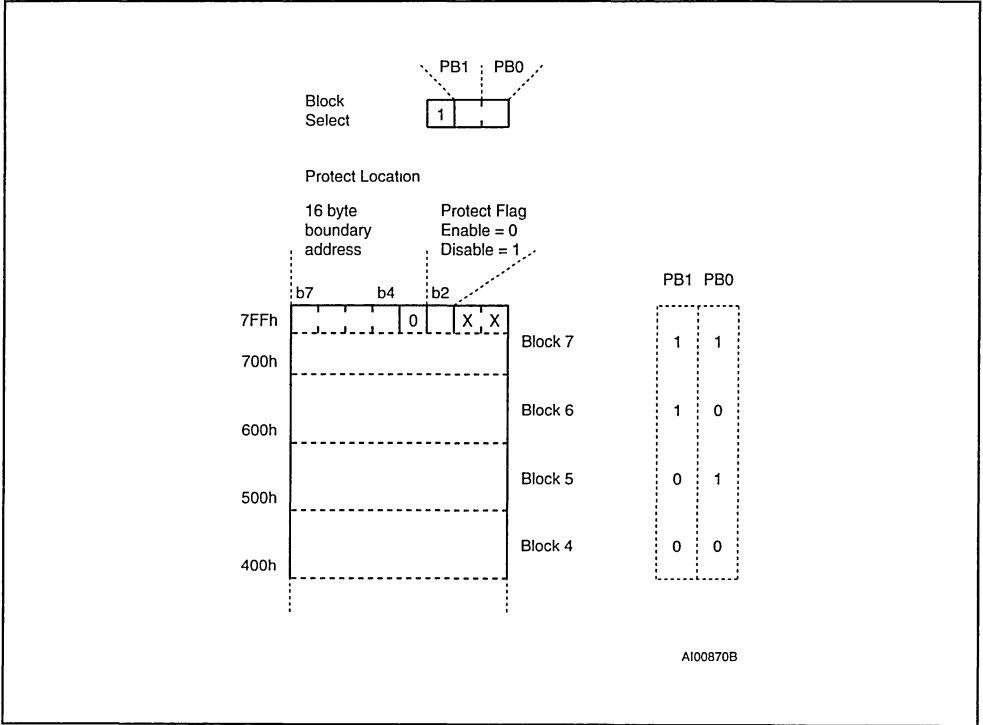 PB1 PB0
Block
Select
1
Protect Location
16 byte
boundary
address
Protect Flag
Enable = 0
Disable = 1
PB1 PB0
b7 b4 b2
7FFh 0 X X
Block 7 1 1
700h
Block 6 1 0
600h
Block 5 0 1
500h
Block 4 0 0
400h
AI00870B